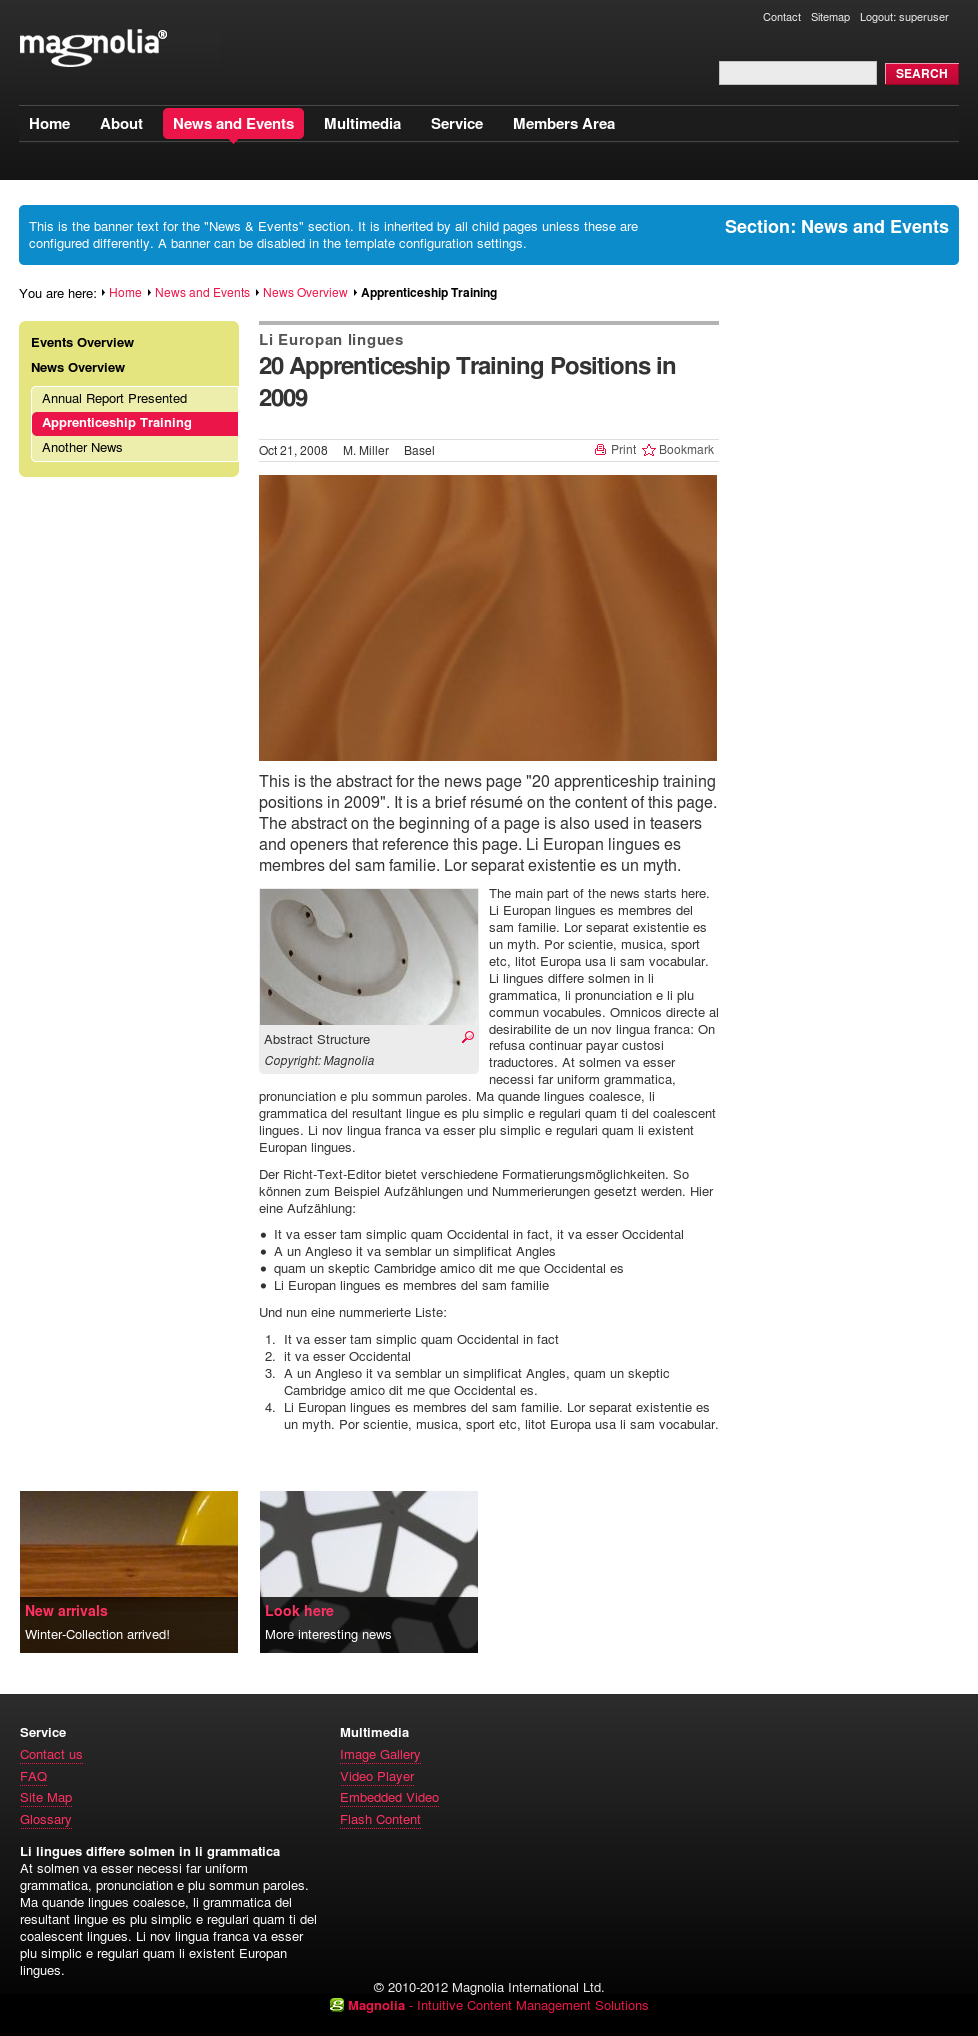 Contact Sitemap Logout: superuser
magnolia®
SEARCH
Home About News and Events Multimedia Service Members Area
This is the banner text for the "News & Events" section. It is inherited by all child pages unless these are
configured differently. A banner can be disabled in the template configuration settings.
Section: News and Events
You are here: Home News and Events News Overview Apprenticeship Training
Events Overview
News Overview
Annual Report Presented
Apprenticeship Training
Another News
Li Europan lingues
20 Apprenticeship Training Positions in
2009
Oct 21, 2008 M. Miller Basel Print Bookmark
This is the abstract for the news page "20 apprenticeship training
positions in 2009". It is a brief résumé on the content of this page.
The abstract on the beginning of a page is also used in teasers
and openers that reference this page. Li Europan lingues es
membres del sam familie. Lor separat existentie es un myth.
Abstract Structure
Copyright: Magnolia
The main part of the news starts here.
Li Europan lingues es membres del
sam familie. Lor separat existentie es
un myth. Por scientie, musica, sport
etc, litot Europa usa li sam vocabular.
Li lingues differe solmen in li
grammatica, li pronunciation e li plu
commun vocabules. Omnicos directe al
desirabilite de un nov lingua franca: On
refusa continuar payar custosi
traductores. At solmen va esser
necessi far uniform grammatica,
pronunciation e plu sommun paroles. Ma quande lingues coalesce, li
grammatica del resultant lingue es plu simplic e regulari quam ti del coalescent
lingues. Li nov lingua franca va esser plu simplic e regulari quam li existent
Europan lingues.
Der Richt-Text-Editor bietet verschiedene Formatierungsmöglichkeiten. So
können zum Beispiel Aufzählungen und Nummerierungen gesetzt werden. Hier
eine Aufzählung:
• It va esser tam simplic quam Occidental in fact, it va esser Occidental
• A un Angleso it va semblar un simplificat Angles
• quam un skeptic Cambridge amico dit me que Occidental es
• Li Europan lingues es membres del sam familie
Und nun eine nummerierte Liste:
1. It va esser tam simplic quam Occidental in fact
2. it va esser Occidental
3. A un Angleso it va semblar un simplificat Angles, quam un skeptic
Cambridge amico dit me que Occidental es.
4. Li Europan lingues es membres del sam familie. Lor separat existentie es
un myth. Por scientie, musica, sport etc, litot Europa usa li sam vocabular.
New arrivals
Winter-Collection arrived!
Look here
More interesting news
Service
Contact us
FAQ
Site Map
Glossary
Multimedia
Image Gallery
Video Player
Embedded Video
Flash Content
Li lingues differe solmen in li grammatica
At solmen va esser necessi far uniform
grammatica, pronunciation e plu sommun paroles.
Ma quande lingues coalesce, li grammatica del
resultant lingue es plu simplic e regulari quam ti del
coalescent lingues. Li nov lingua franca va esser
plu simplic e regulari quam li existent Europan
lingues.
© 2010-2012 Magnolia International Ltd.
Magnolia - Intuitive Content Management Solutions